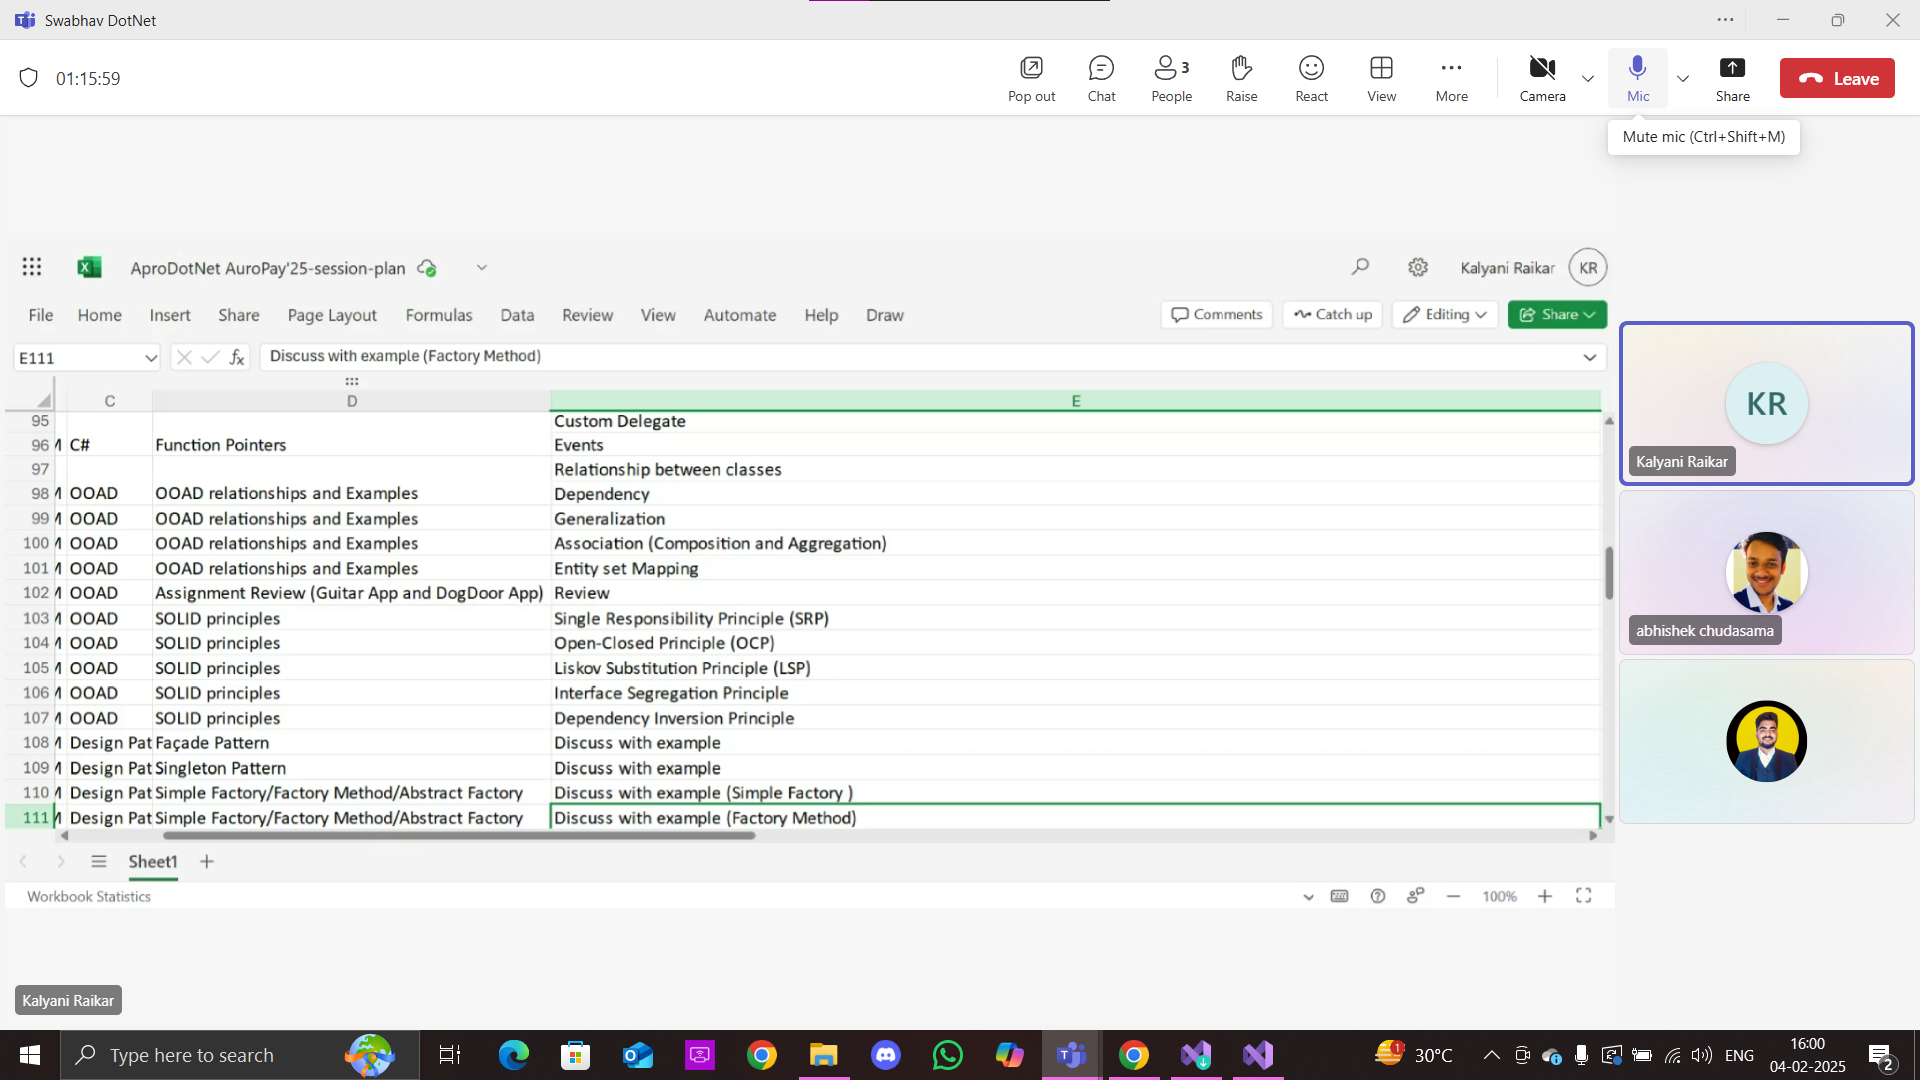 Swabhav DotNet
01:15:59
Pop out
Chat
3
People
Raise
React
View
More
Camera
Mic
Share
Leave
Mute mic (Ctrl+Shift+M)
AproDotNet AuroPay'25-session-plan
Kalyani Raikar
KR
File Home Insert Share Page Layout Formulas Data Review View Automate Help Draw
Comments Catch up Editing Share
E111
fx
Discuss with example (Factory Method)
C D E
95 Custom Delegate
96 M C# Function Pointers Events
97 Relationship between classes
98 M OOAD OOAD relationships and Examples Dependency
99 M OOAD OOAD relationships and Examples Generalization
100 M OOAD OOAD relationships and Examples Association (Composition and Aggregation)
101 M OOAD OOAD relationships and Examples Entity set Mapping
102 M OOAD Assignment Review (Guitar App and DogDoor App) Review
103 M OOAD SOLID principles Single Responsibility Principle (SRP)
104 M OOAD SOLID principles Open-Closed Principle (OCP)
105 M OOAD SOLID principles Liskov Substitution Principle (LSP)
106 M OOAD SOLID principles Interface Segregation Principle
107 M OOAD SOLID principles Dependency Inversion Principle
108 M Design Pat Façade Pattern Discuss with example
109 M Design Pat Singleton Pattern Discuss with example
110 M Design Pat Simple Factory/Factory Method/Abstract Factory Discuss with example (Simple Factory )
111 M Design Pat Simple Factory/Factory Method/Abstract Factory Discuss with example (Factory Method)
Sheet1
Workbook Statistics
100%
Kalyani Raikar
KR
Kalyani Raikar
abhishek chudasama
Type here to search
1
30°C
ENG
16:00
04-02-2025
2